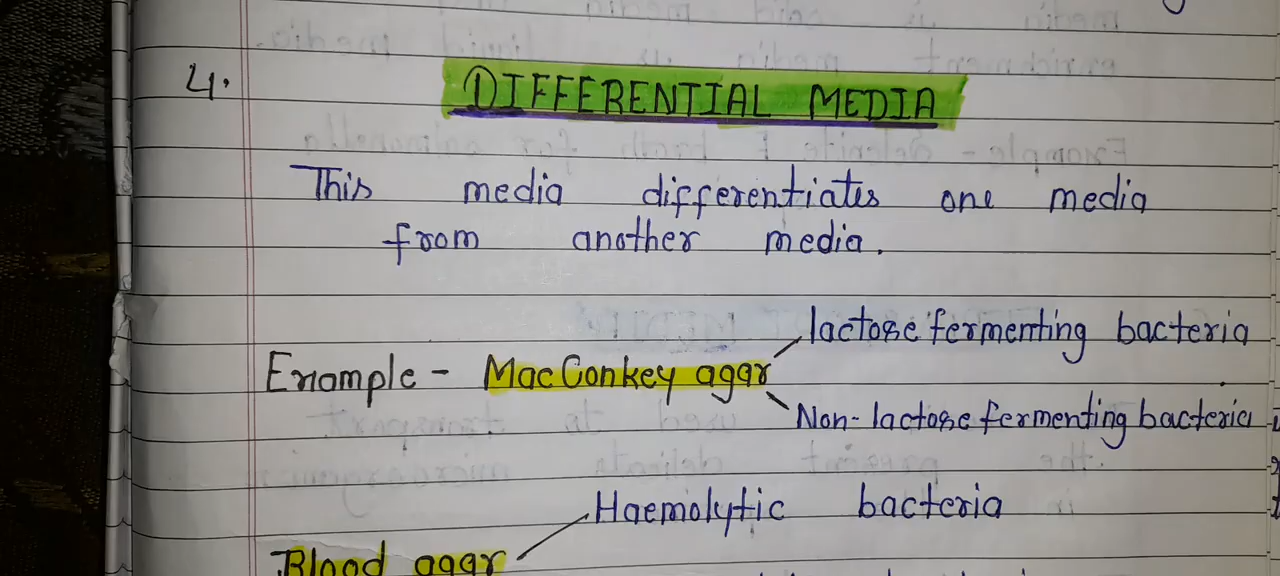 4. DIFFERENTIAL MEDIA
This media differentiates one media
from another media.
lactose fermenting bacteria
Example - MacConkey agar
Non-lactose fermenting bacteria
Haemolytic bacteria
Blood agar